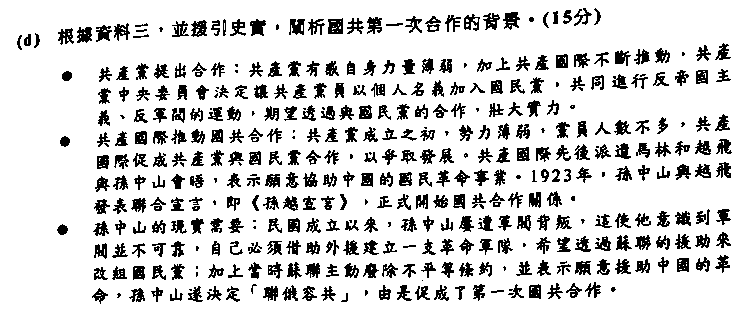 (d) 根據資料三，並援引史實，闡析國共第一次合作的背景。(15分)
● 共產黨提出合作：共產黨有感自身力量薄弱，加上共產國際不斷推動，共產
黨中央委員會決定讓共產黨員以個人名義加入國民黨，共同進行反帝國主
義、反軍閥的運動，期望透過與國民黨的合作，壯大實力。
● 共產國際推動國共合作：共產黨成立之初，勢力薄弱，黨員人數不多，共產
國際促成共產黨與國民黨合作，以爭取發展。共產國際先後派遣馬林和越飛
與孫中山會晤，表示願意協助中國的國民革命事業。1923年，孫中山與越飛
發表聯合宣言，即《孫越宣言》，正式開始國共合作關係。
● 孫中山的現實需要：民國成立以來，孫中山屢遭軍閥背叛，這使他意識到軍
閥並不可靠，自己必須借助外援建立一支革命軍隊，希望透過蘇聯的援助來
改組國民黨；加上當時蘇聯主動廢除不平等條約，並表示願意援助中國的革
命，孫中山遂決定「聯俄容共」，由是促成了第一次國共合作。